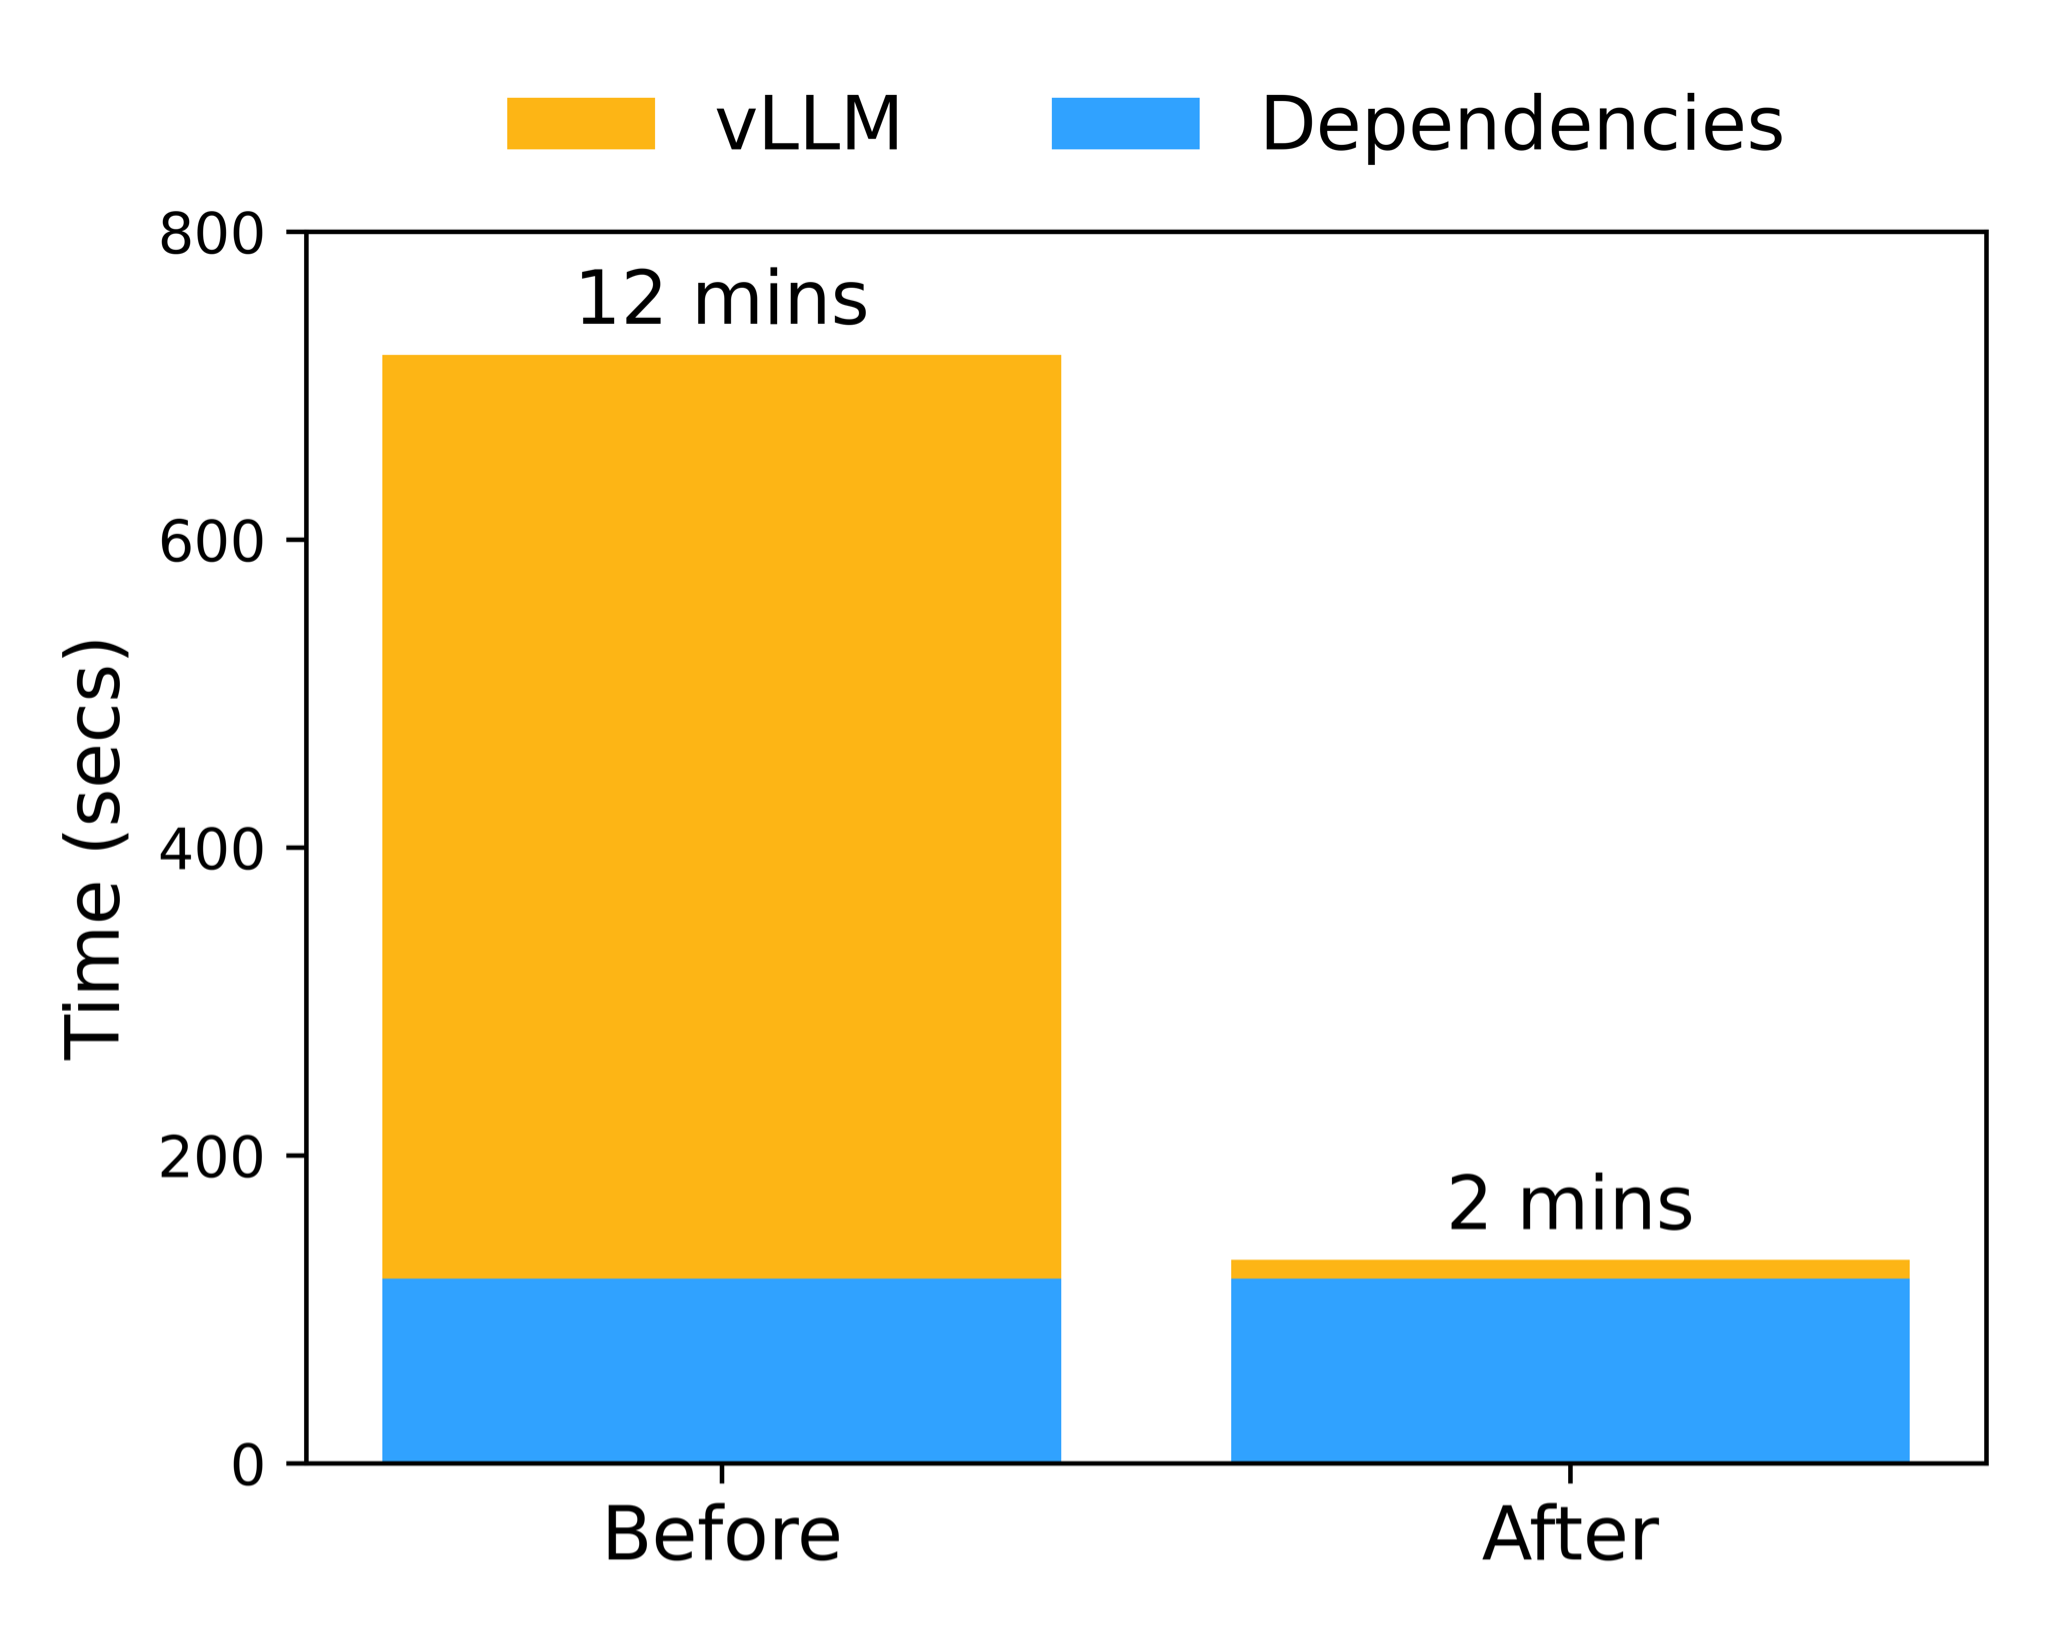 vLLM Dependencies
800
600
400
200
0
Time (secs)
12 mins
2 mins
Before After